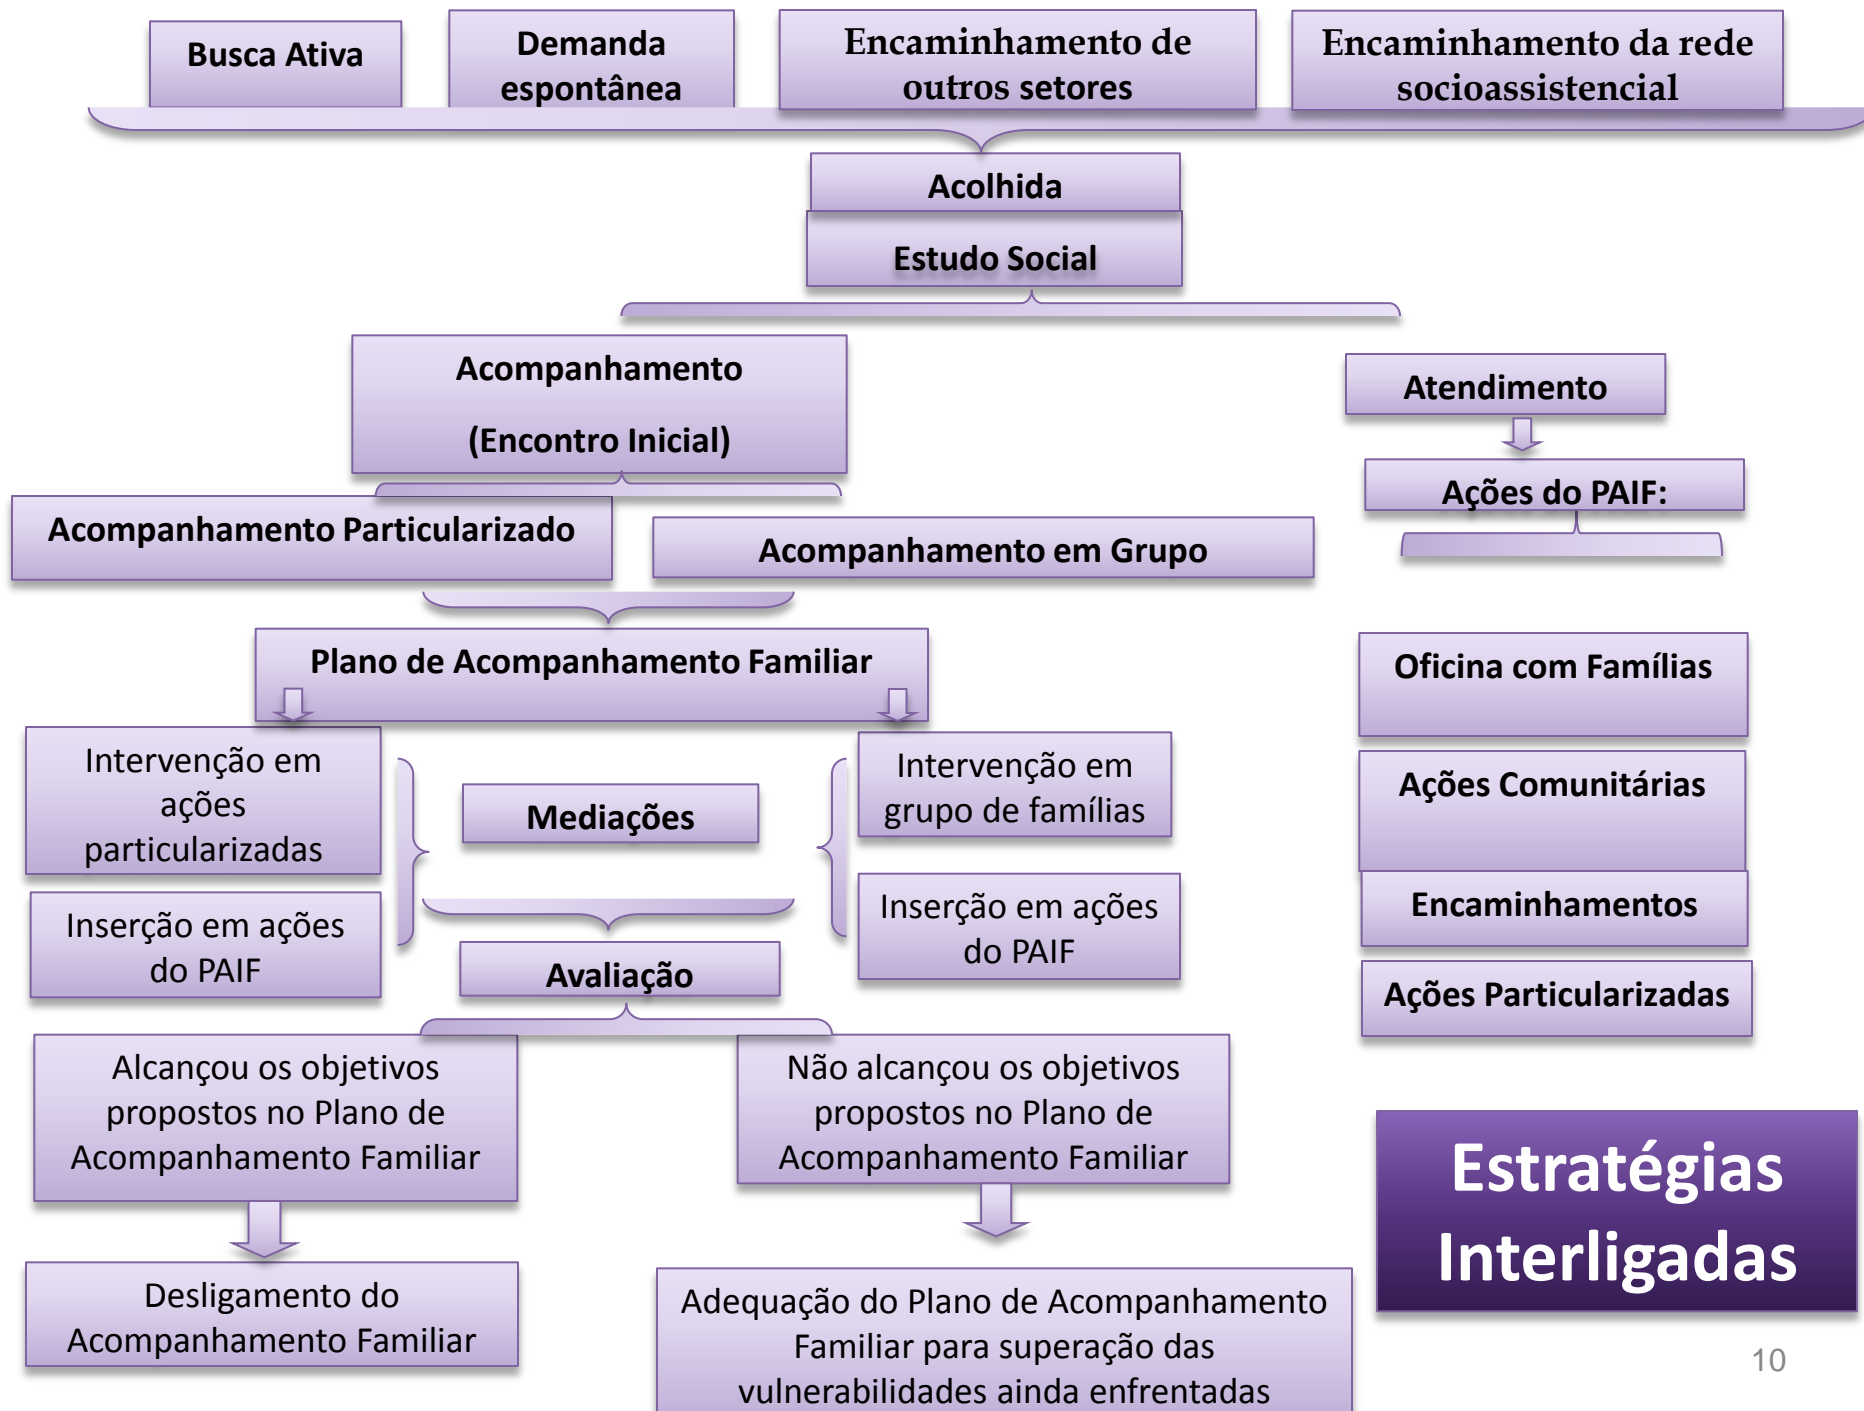 Busca Ativa
Demanda
espontânea
Encaminhamento de
outros setores
Encaminhamento da rede
socioassistencial
Acolhida
Estudo Social
Acompanhamento
(Encontro Inicial)
Atendimento
Ações do PAIF:
Acompanhamento Particularizado
Acompanhamento em Grupo
Plano de Acompanhamento Familiar
Intervenção em
ações
particularizadas
Inserção em ações
do PAIF
Mediações
Intervenção em
grupo de famílias
Inserção em ações
do PAIF
Avaliação
Oficina com Famílias
Ações Comunitárias
Encaminhamentos
Ações Particularizadas
Alcançou os objetivos
propostos no Plano de
Acompanhamento Familiar
Não alcançou os objetivos
propostos no Plano de
Acompanhamento Familiar
Desligamento do
Acompanhamento Familiar
Adequação do Plano de Acompanhamento
Familiar para superação das
vulnerabilidades ainda enfrentadas
Estratégias
Interligadas
10